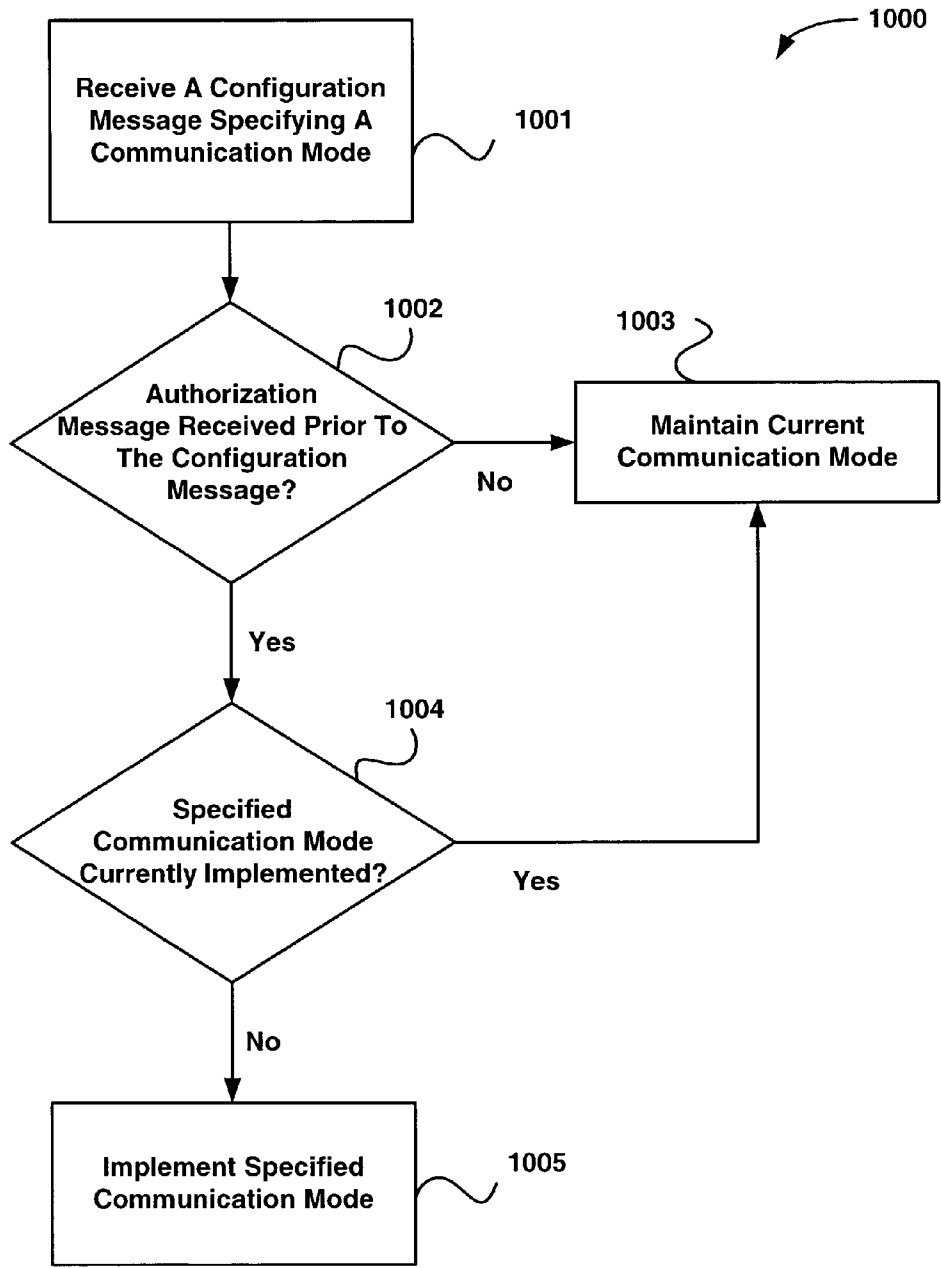 1000
Receive A Configuration
Message Specifying A
Communication Mode
1001
1002
Authorization
Message Received Prior To
The Configuration
Message?
1003
Maintain Current
Communication Mode
No
Yes
1004
Specified
Communication Mode
Currently Implemented?
Yes
No
Implement Specified
Communication Mode
1005